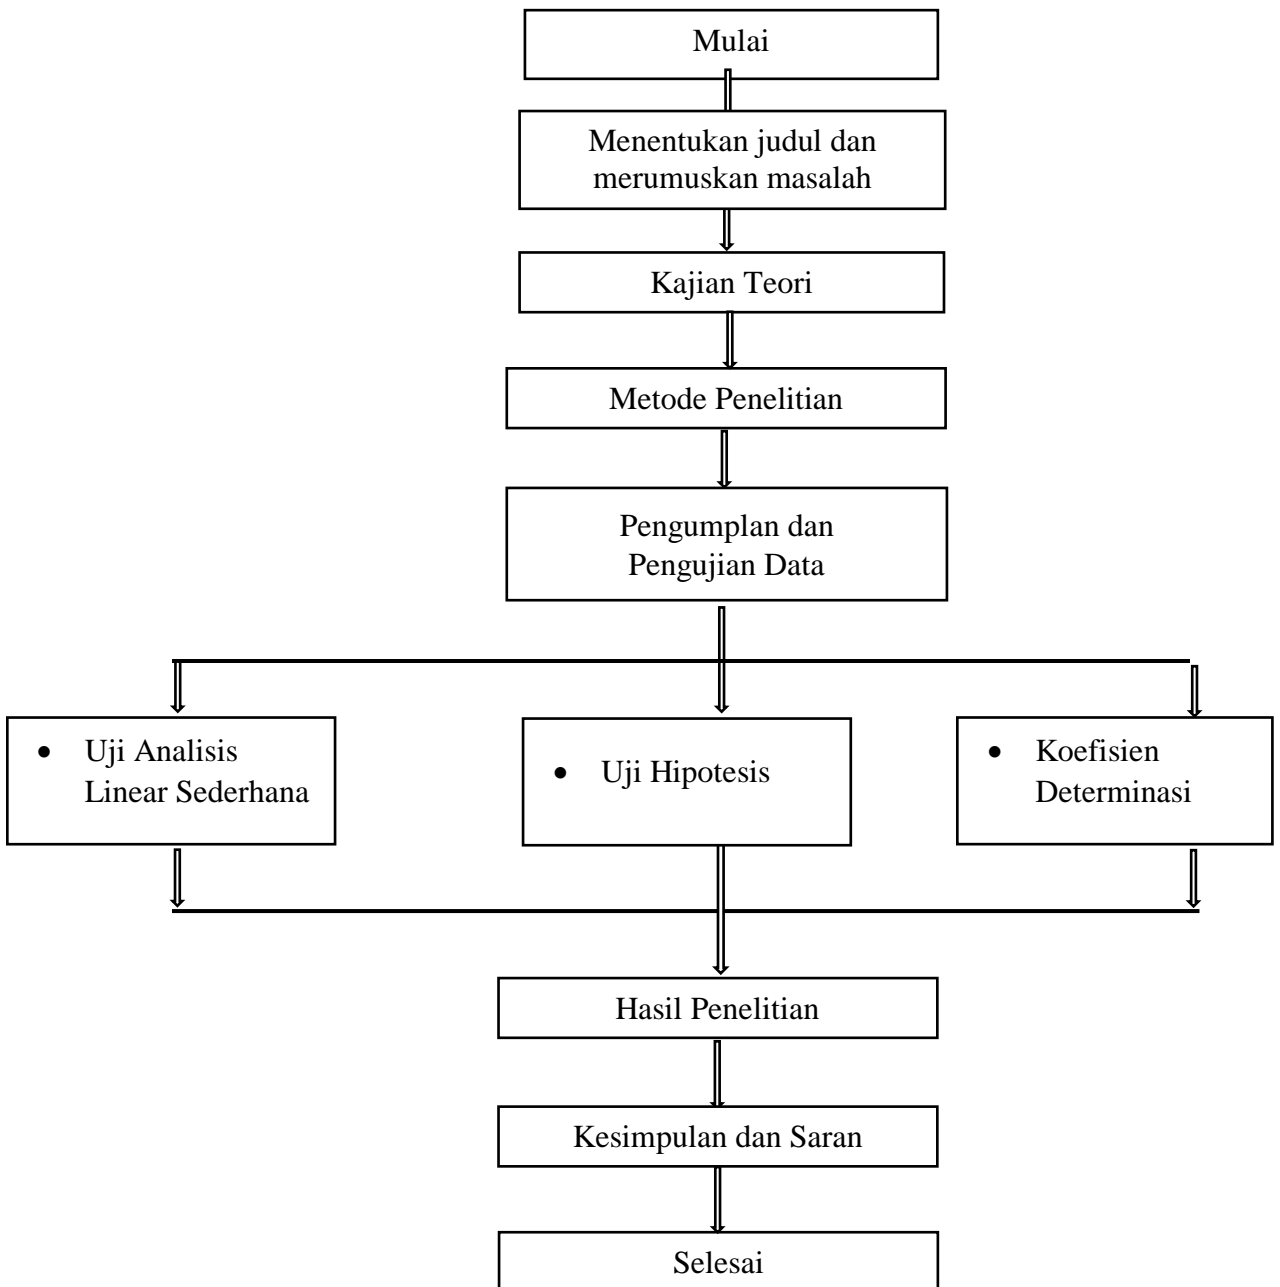 Mulai
Menentukan judul dan
merumuskan masalah
Kajian Teori
Metode Penelitian
Pengumplan dan
Pengujian Data
• Uji Analisis
Linear Sederhana
• Uji Hipotesis
• Koefisien
Determinasi
Hasil Penelitian
Kesimpulan dan Saran
Selesai